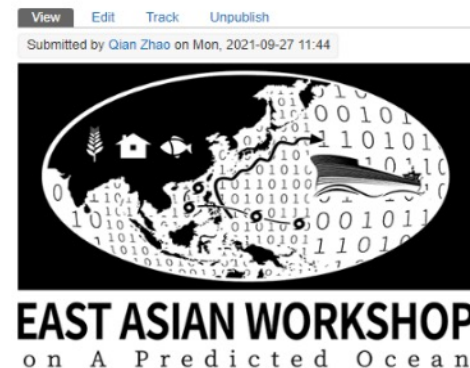 View Edit Track Unpublish
Submitted by Qian Zhao on Mon, 2021-09-27 11:44
EAST ASIAN WORKSHOP
on A Predicted Ocean